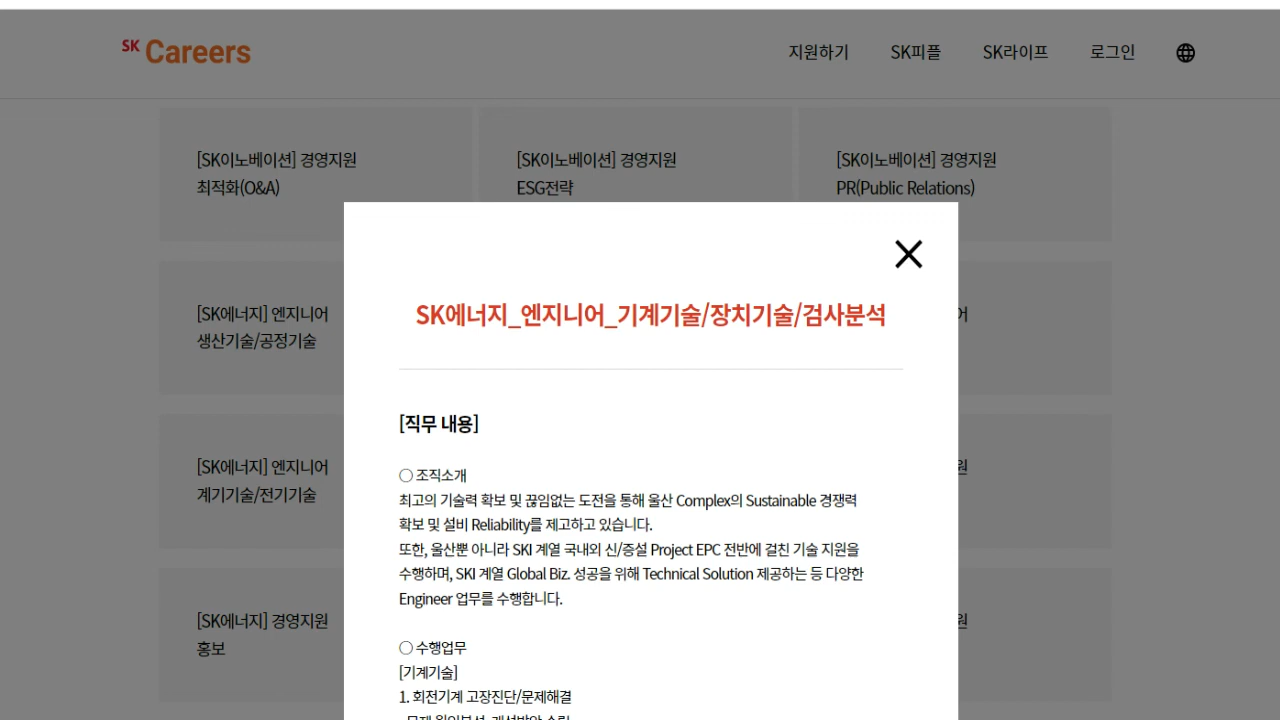 SK Careers
지원하기 SK피플 SK라이프 로그인
[SK이노베이션] 경영지원
최적화(O&A)
[SK이노베이션] 경영지원
ESG전략
[SK이노베이션] 경영지원
PR(Public Relations)
[SK에너지] 엔지니어
생산기술/공정기술
어
[SK에너지] 엔지니어
계기기술/전기기술
원
[SK에너지] 경영지원
홍보
원
SK에너지_엔지니어_기계기술/장치기술/검사분석
[직무 내용]
○ 조직소개
최고의 기술력 확보 및 끊임없는 도전을 통해 울산 Complex의 Sustainable 경쟁력
확보 및 설비 Reliability를 제고하고 있습니다.
또한, 울산뿐 아니라 SKI 계열 국내외 신/증설 Project EPC 전반에 걸친 기술 지원을
수행하며, SKI 계열 Global Biz. 성공을 위해 Technical Solution 제공하는 등 다양한
Engineer 업무를 수행합니다.
○ 수행업무
[기계기술]
1. 회전기계 고장진단/문제해결